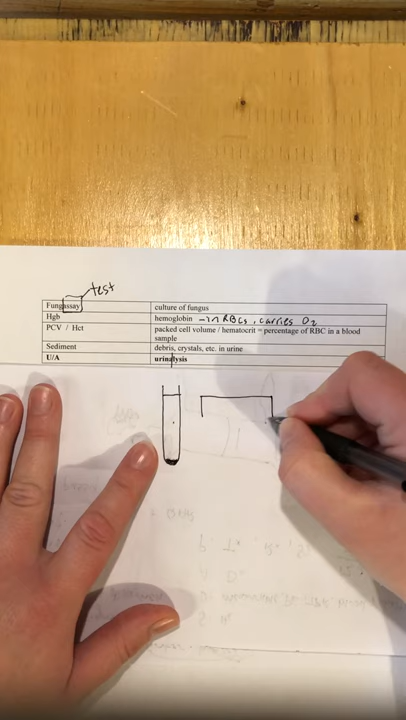 test
Fungassay culture of fungus
Hgb hemoglobin - in RBCs, carries O2
PCV / Hct packed cell volume / hematocrit = percentage of RBC in a blood
sample
Sediment debris, crystals, etc. in urine
U/A urinalysis